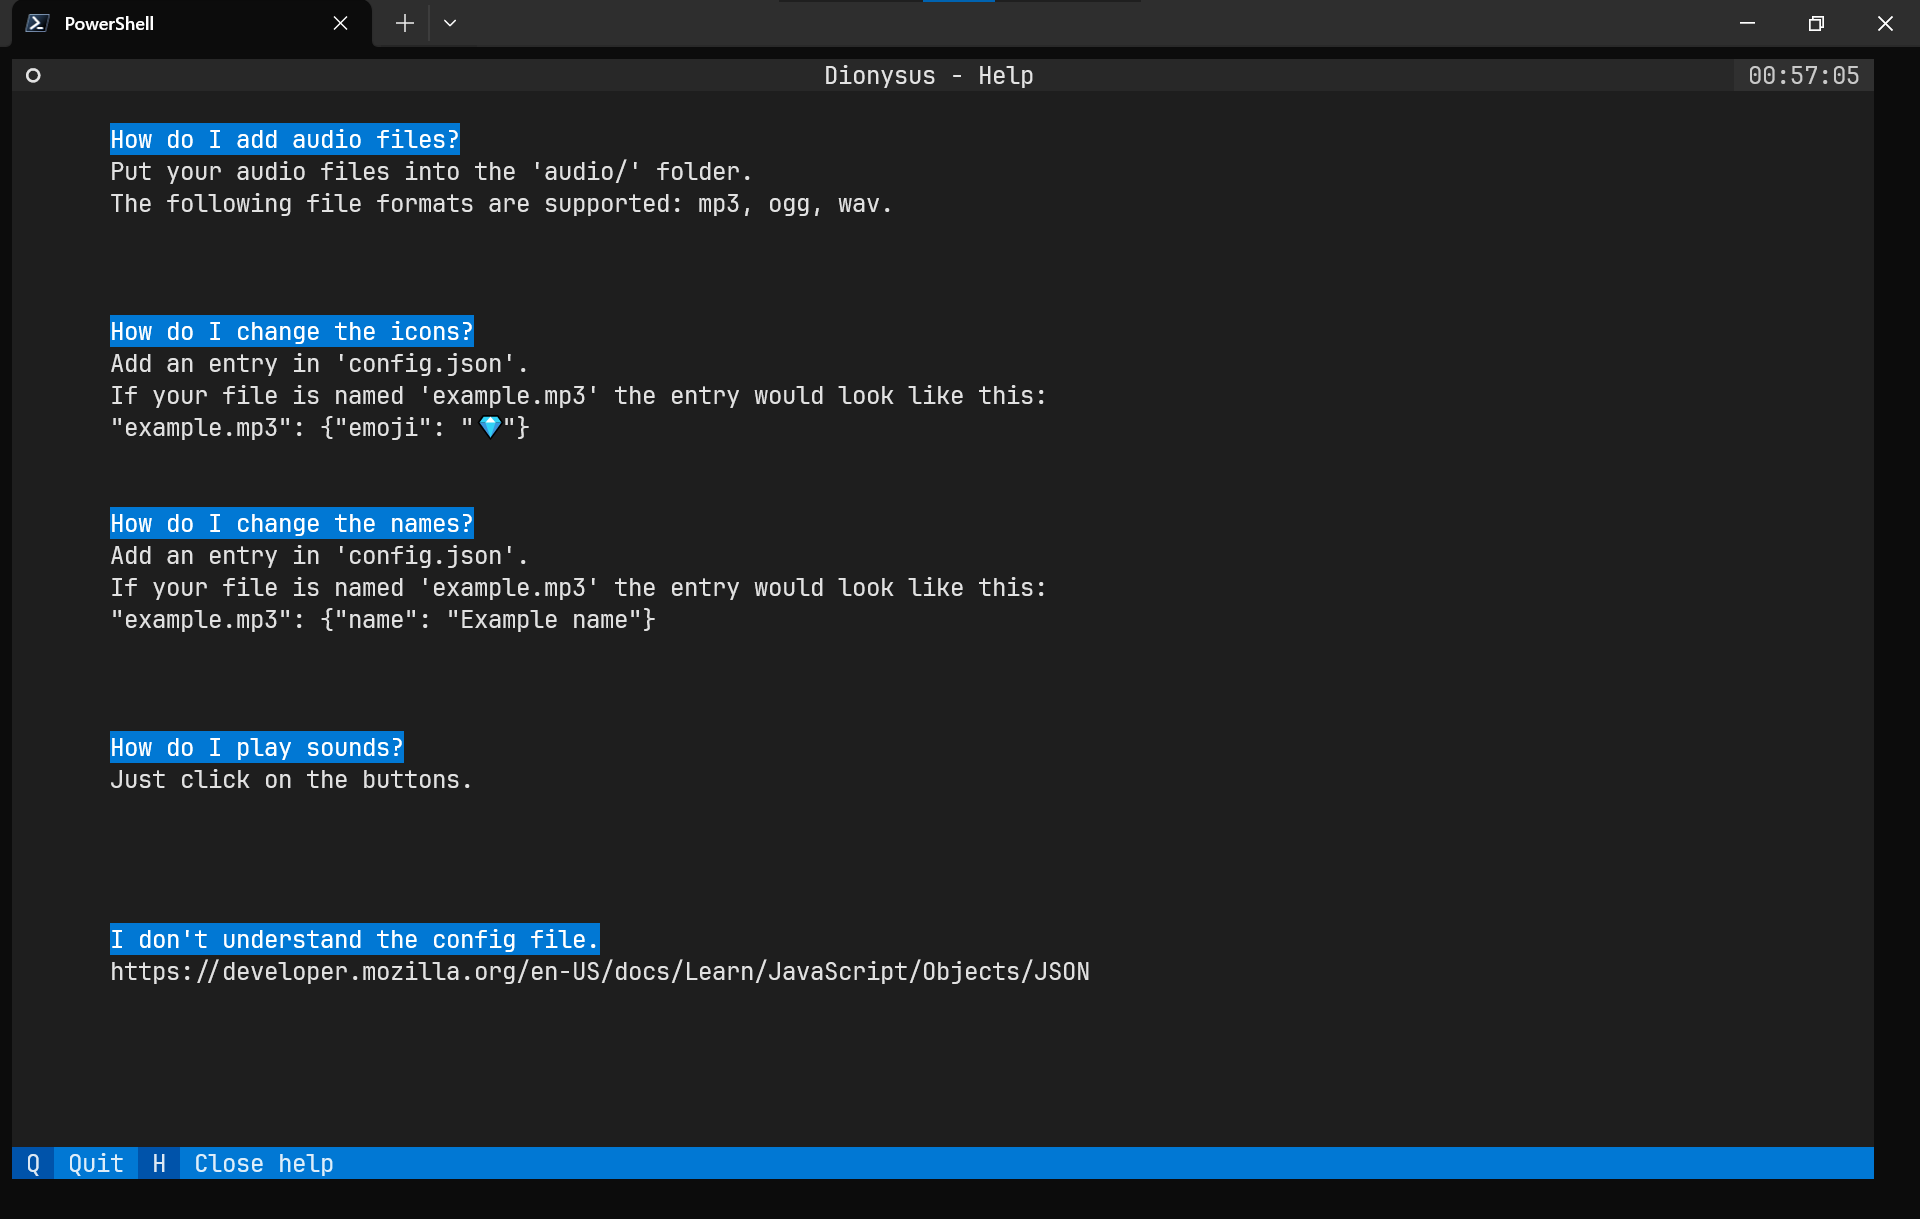 PowerShell
Dionysus - Help
00:57:05
How do I add audio files?
Put your audio files into the 'audio/' folder.
The following file formats are supported: mp3, ogg, wav.
How do I change the icons?
Add an entry in 'config.json'.
If your file is named 'example.mp3' the entry would look like this:
"example.mp3": {"emoji": "💎"}
How do I change the names?
Add an entry in 'config.json'.
If your file is named 'example.mp3' the entry would look like this:
"example.mp3": {"name": "Example name"}
How do I play sounds?
Just click on the buttons.
I don't understand the config file.
https://developer.mozilla.org/en-US/docs/Learn/JavaScript/Objects/JSON
Q Quit H Close help